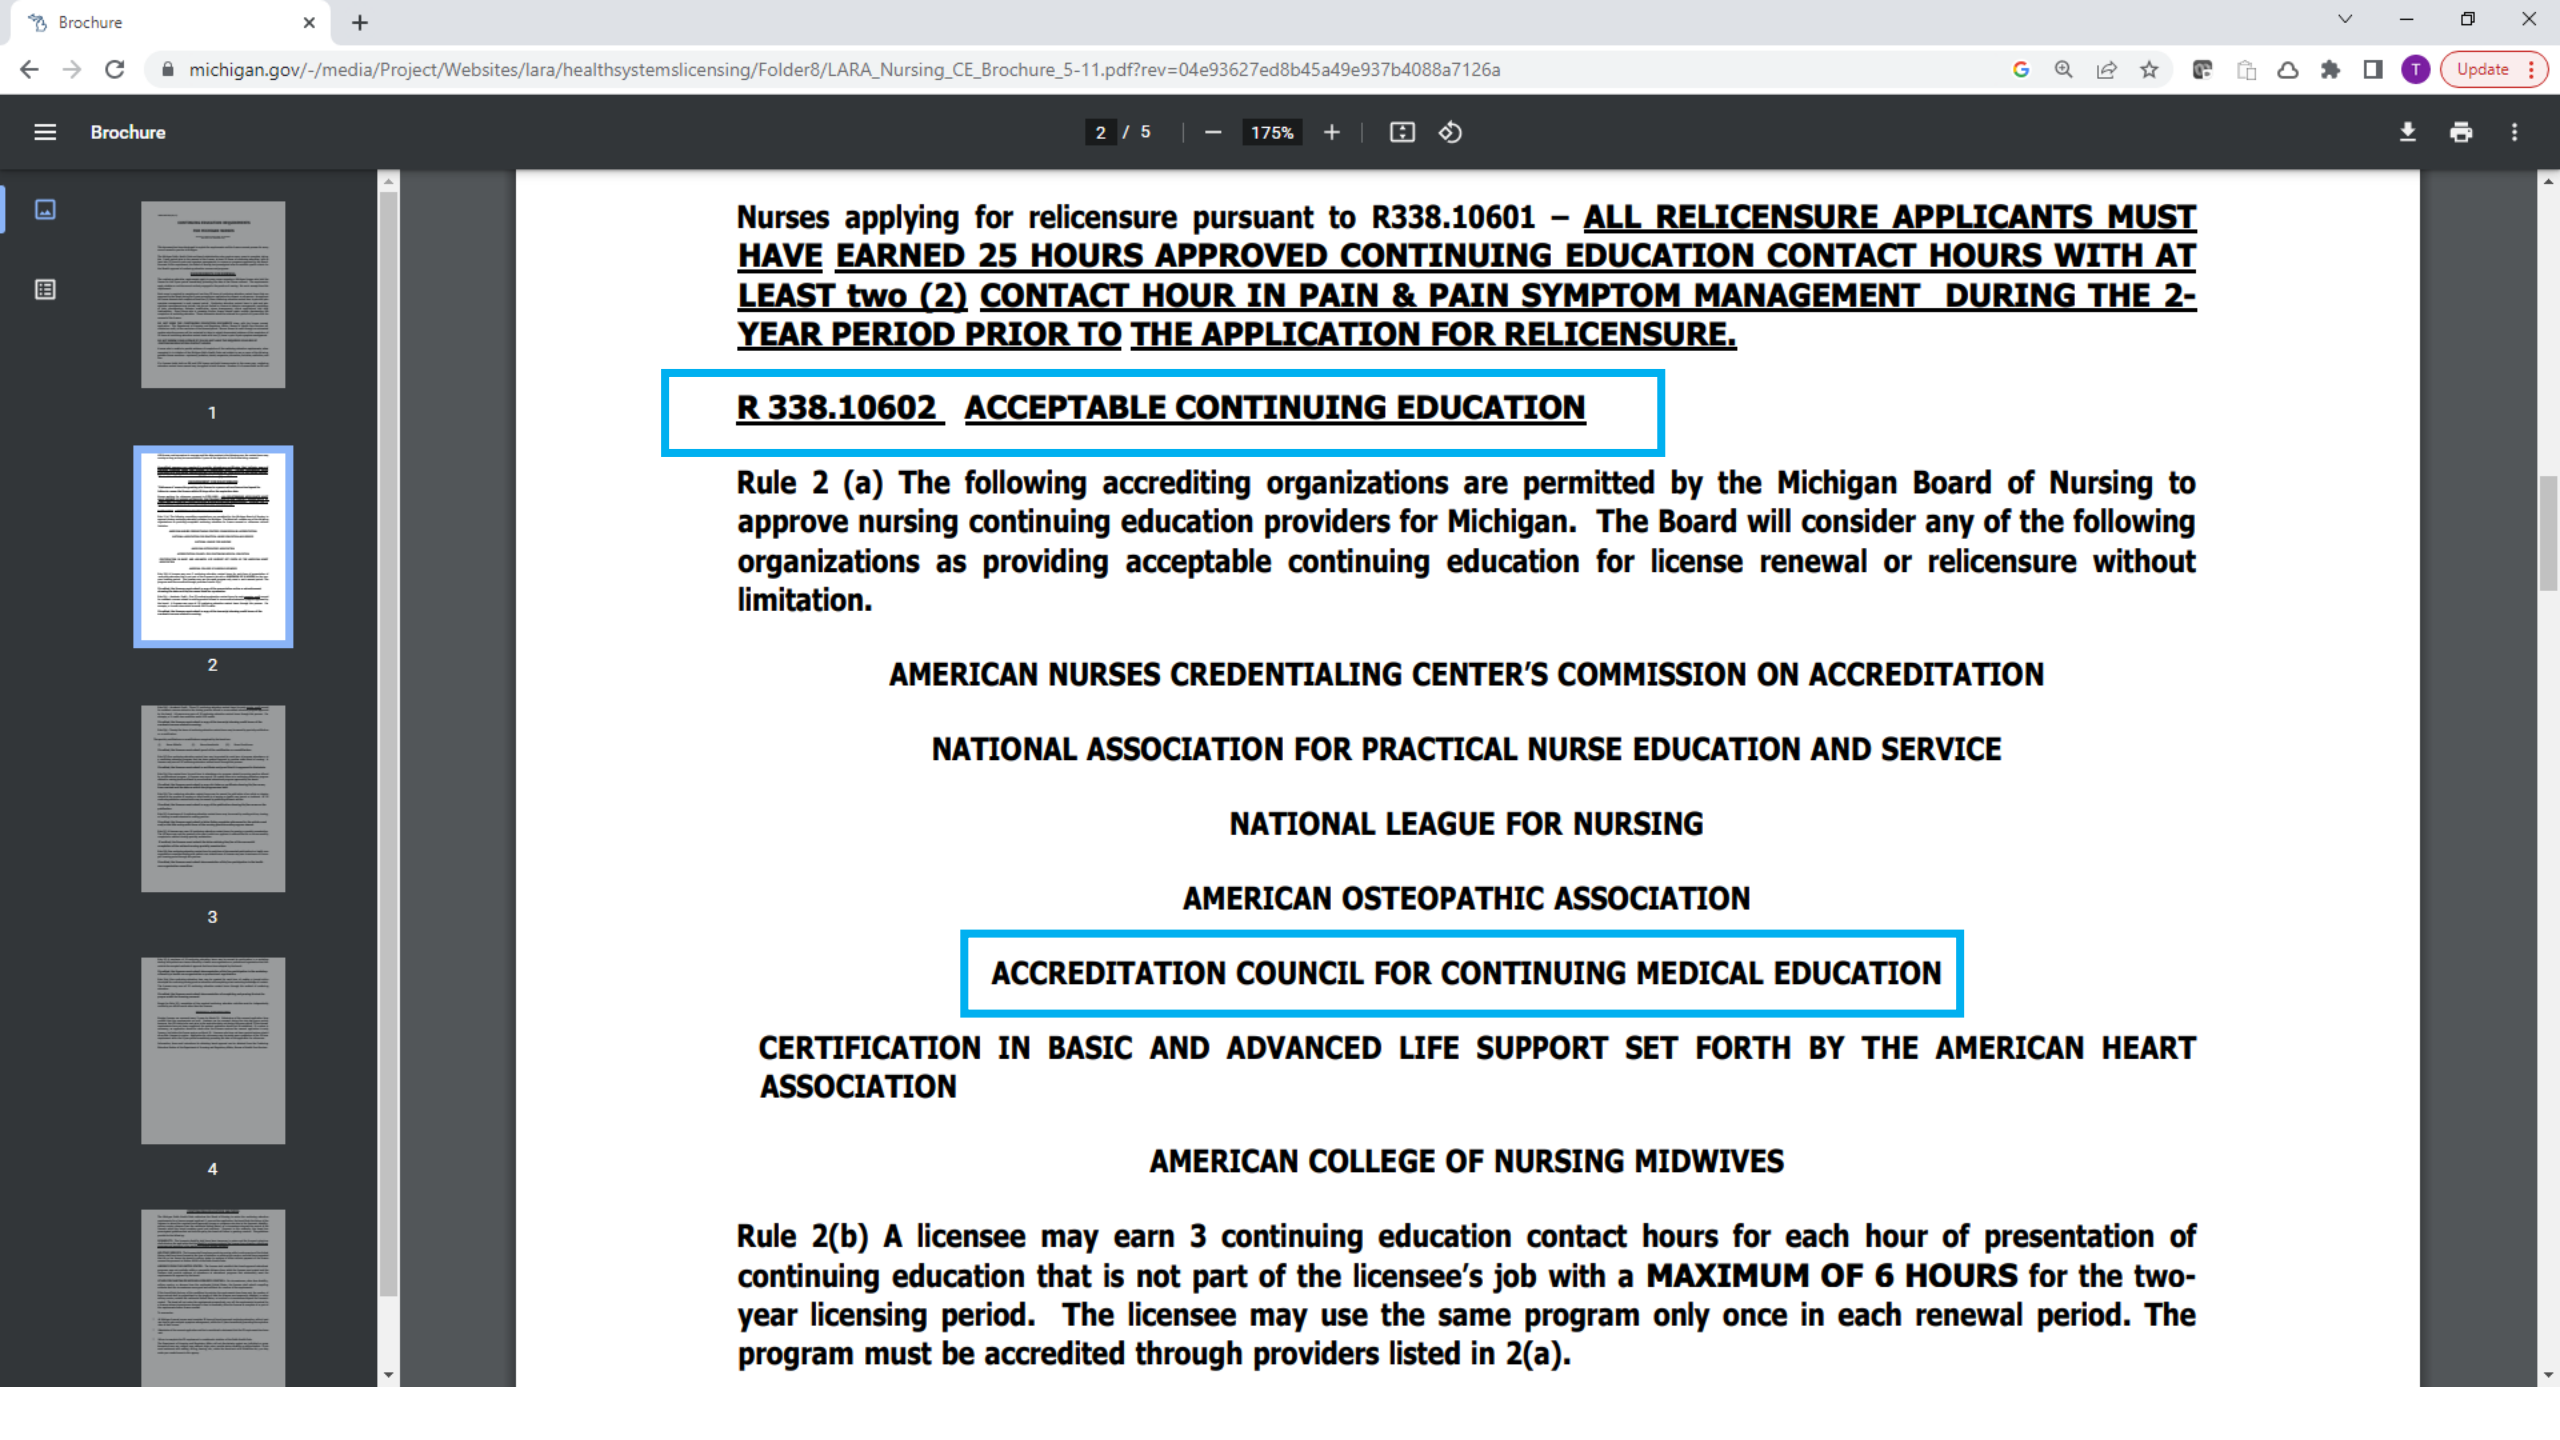 Brochure
michigan.gov/-/media/Project/Websites/lara/healthsystemslicensing/Folder8/LARA_Nursing_CE_Brochure_5-11.pdf?rev=04e93627ed8b45a49e937b4088a7126a
T
Update
Brochure
2 / 5
175%
1
2
3
4
Nurses applying for relicensure pursuant to R338.10601 – ALL RELICENSURE APPLICANTS MUST
HAVE EARNED 25 HOURS APPROVED CONTINUING EDUCATION CONTACT HOURS WITH AT
LEAST two (2) CONTACT HOUR IN PAIN & PAIN SYMPTOM MANAGEMENT DURING THE 2-
YEAR PERIOD PRIOR TO THE APPLICATION FOR RELICENSURE.
R 338.10602 ACCEPTABLE CONTINUING EDUCATION
Rule 2 (a) The following accrediting organizations are permitted by the Michigan Board of Nursing to
approve nursing continuing education providers for Michigan. The Board will consider any of the following
organizations as providing acceptable continuing education for license renewal or relicensure without
limitation.
AMERICAN NURSES CREDENTIALING CENTER’S COMMISSION ON ACCREDITATION
NATIONAL ASSOCIATION FOR PRACTICAL NURSE EDUCATION AND SERVICE
NATIONAL LEAGUE FOR NURSING
AMERICAN OSTEOPATHIC ASSOCIATION
ACCREDITATION COUNCIL FOR CONTINUING MEDICAL EDUCATION
CERTIFICATION IN BASIC AND ADVANCED LIFE SUPPORT SET FORTH BY THE AMERICAN HEART
ASSOCIATION
AMERICAN COLLEGE OF NURSING MIDWIVES
Rule 2(b) A licensee may earn 3 continuing education contact hours for each hour of presentation of
continuing education that is not part of the licensee’s job with a MAXIMUM OF 6 HOURS for the two-
year licensing period. The licensee may use the same program only once in each renewal period. The
program must be accredited through providers listed in 2(a).